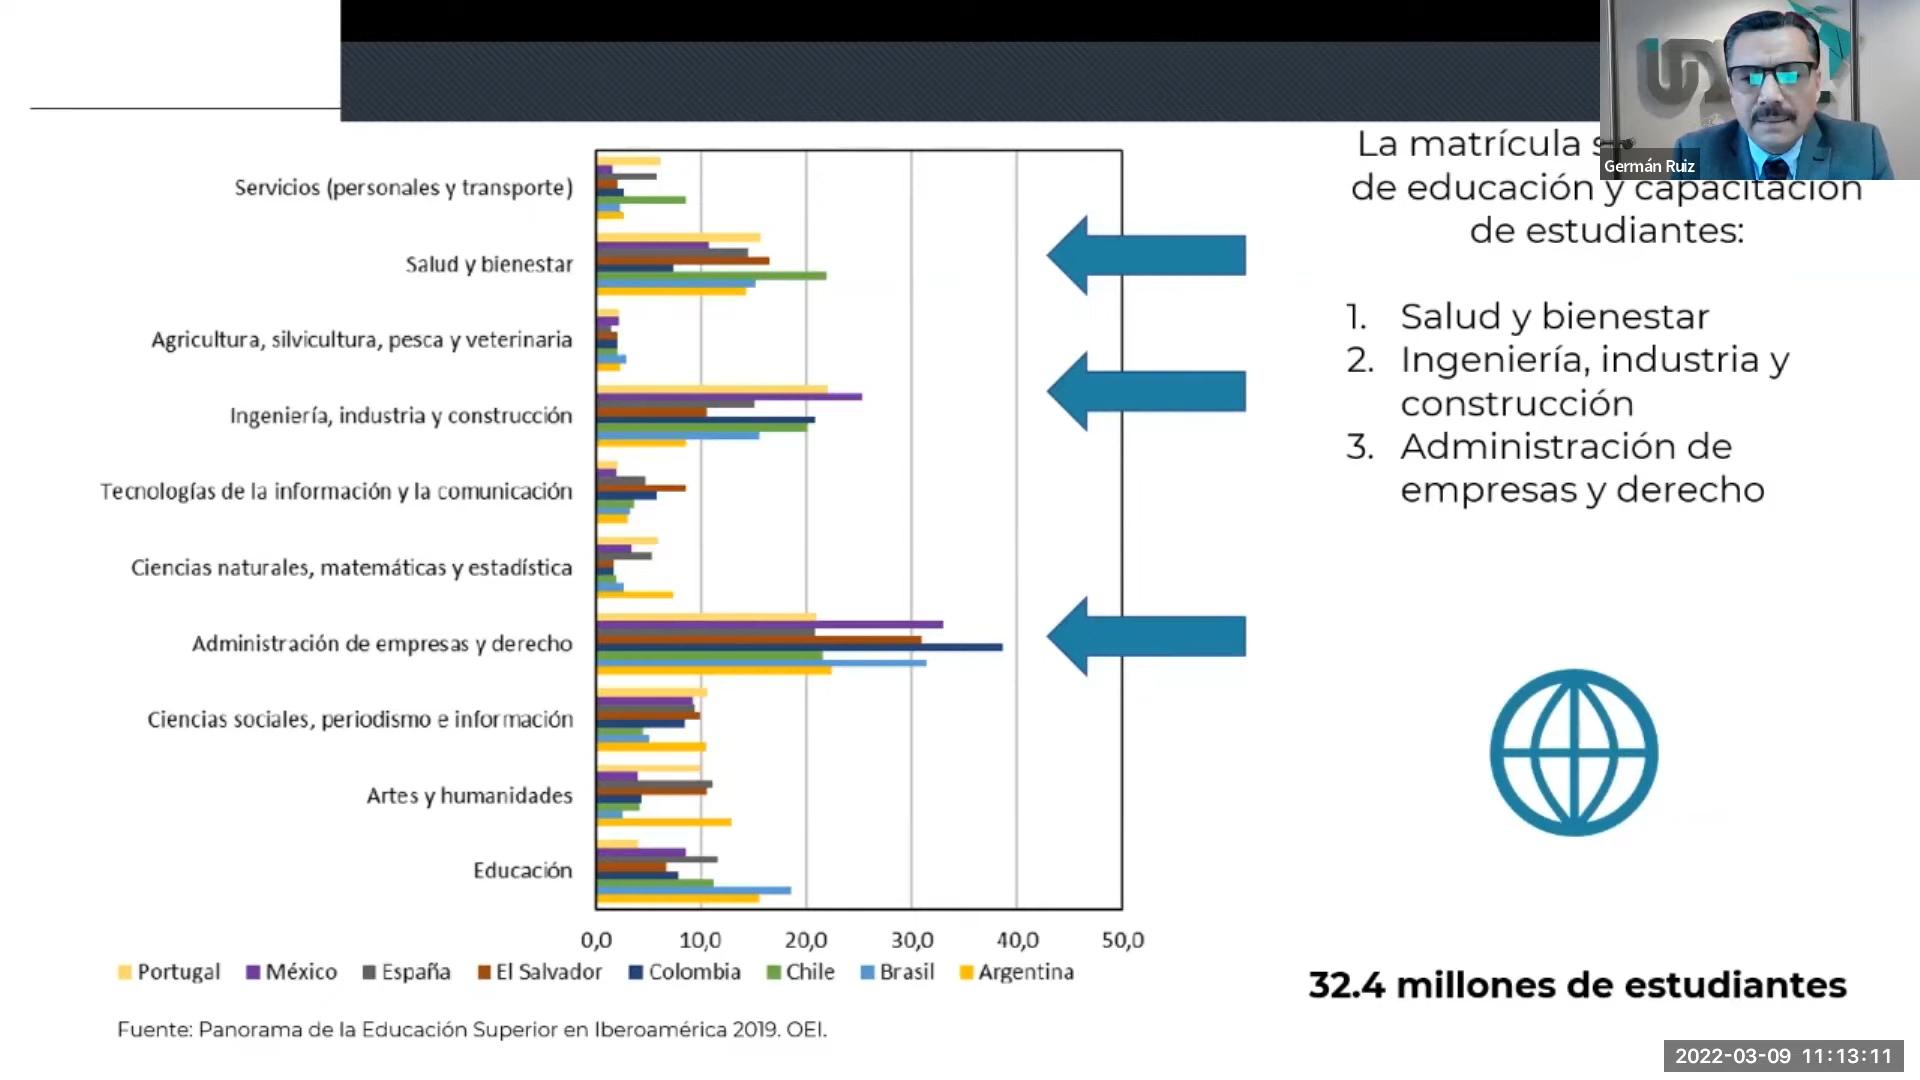 Germán Ruiz
La matrícula
de educación y capacitación
de estudiantes:
1. Salud y bienestar
2. Ingeniería, industria y
construcción
3. Administración de
empresas y derecho
32.4 millones de estudiantes
Servicios (personales y transporte)
Salud y bienestar
Agricultura, silvicultura, pesca y veterinaria
Ingeniería, industria y construcción
Tecnologías de la información y la comunicación
Ciencias naturales, matemáticas y estadística
Administración de empresas y derecho
Ciencias sociales, periodismo e información
Artes y humanidades
Educación
0,0 10,0 20,0 30,0 40,0 50,0
Portugal México España El Salvador Colombia Chile Brasil Argentina
Fuente: Panorama de la Educación Superior en Iberoamérica 2019. OEI.
2022-03-09 11:13:11